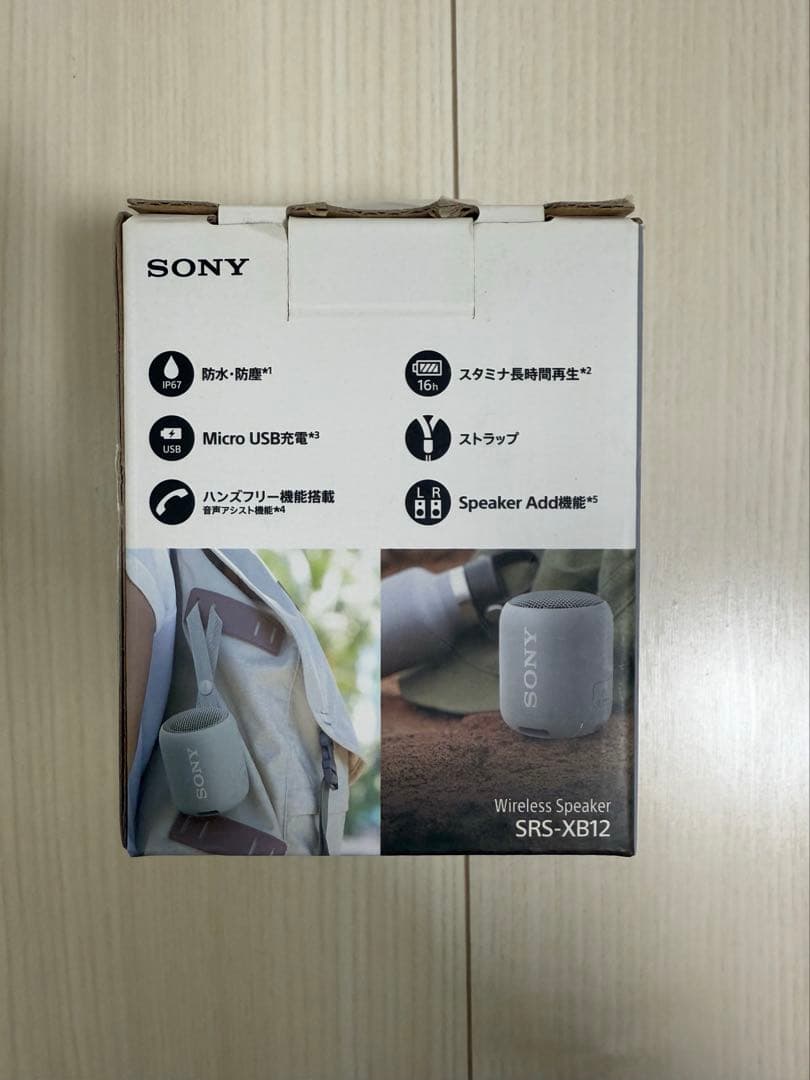 SONY
IP67
防水・防塵*1
16h
スタミナ長時間再生*2
USB
Micro USB充電*3
ストラップ
ハンズフリー機能搭載
音声アシスト機能*4
L R
Speaker Add機能*5
SONY
SONY
Wireless Speaker
SRS-XB12